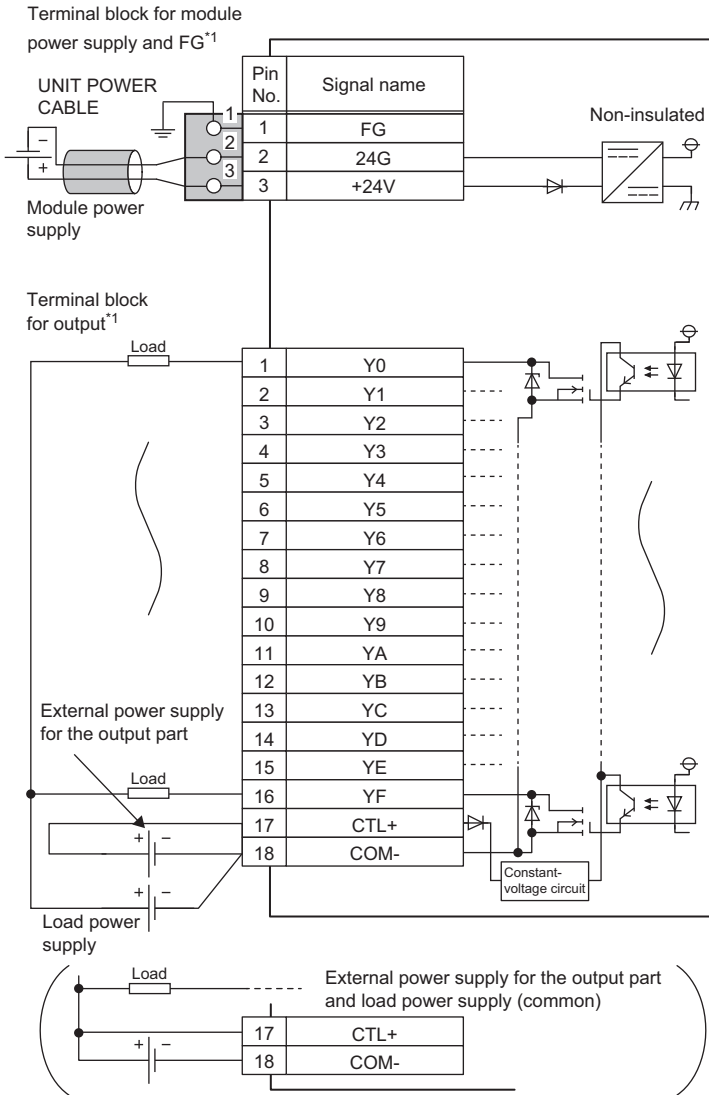 Terminal block for module
power supply and FG*1
UNIT POWER
CABLE
Pin
No.
Signal name
Non-insulated
1
1
FG
2
2
24G
3
3
+24V
−
+
Module power
supply
Terminal block
for output*1
Load
1 Y0
2 Y1
3 Y2
4 Y3
5 Y4
6 Y5
7 Y6
8 Y7
9 Y8
10 Y9
11 YA
12 YB
13 YC
14 YD
15 YE
16 YF
17 CTL+
18 COM-
External power supply
for the output part
Load
+ −
+ −
Load power
supply
Constant-
voltage circuit
Load
External power supply for the output part
and load power supply (common)
+ −
17 CTL+
18 COM-